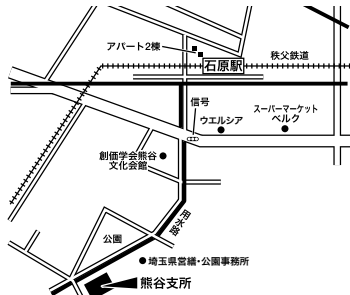 アパート2棟
石原駅
秩父鉄道
信号
スーパーマーケット
ベルク
ウエルシア
創価学会熊谷
文化会館
用水路
公園
埼玉県営繕・公園事務所
熊谷支所